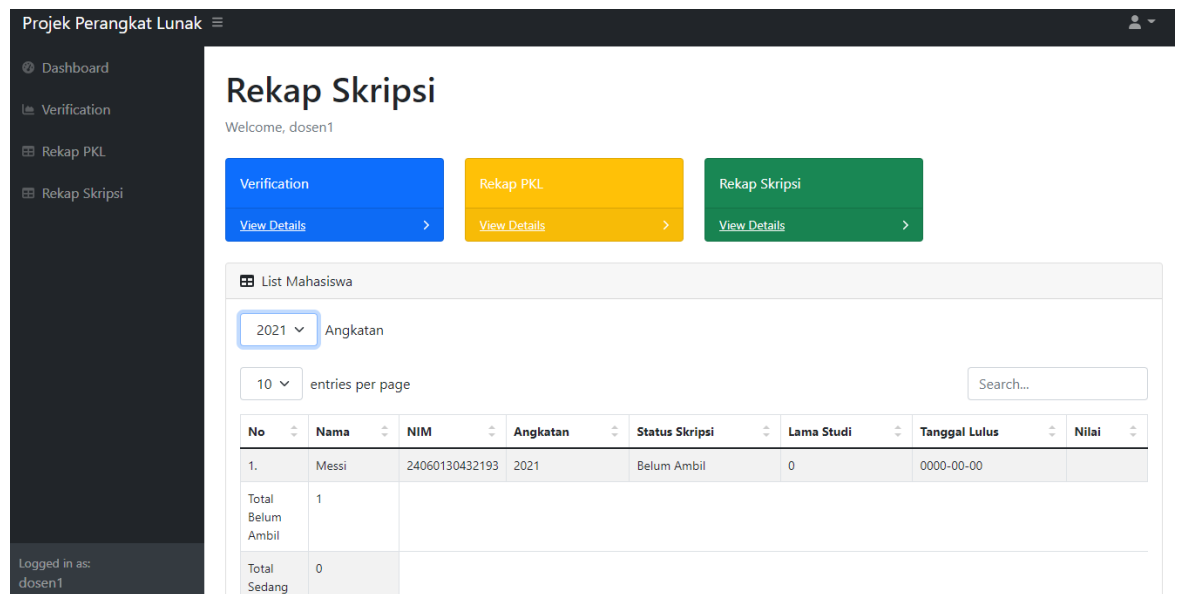 Projek Perangkat Lunak
Dashboard
Verification
Rekap PKL
Rekap Skripsi
Logged in as:
dosen1
Rekap Skripsi
Welcome, dosen1
Verification
View Details
Rekap PKL
View Details
Rekap Skripsi
View Details
List Mahasiswa
2021 Angkatan
10 entries per page Search...
No Nama NIM Angkatan Status Skripsi Lama Studi Tanggal Lulus Nilai
1. Messi 24060130432193 2021 Belum Ambil 0 0000-00-00
Total 1
Belum
Ambil
Total 0
Sedang